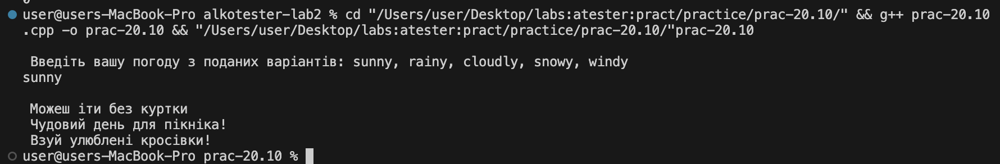 user@users-MacBook-Pro alkotester-lab2 % cd "/Users/user/Desktop/labs:atester:pract/practice/prac-20.10/" && g++ prac-20.10
.cpp -o prac-20.10 && "/Users/user/Desktop/labs:atester:pract/practice/prac-20.10/"prac-20.10
Введіть вашу погоду з поданих варіантів: sunny, rainy, cloudly, snowy, windy
sunny
Можеш іти без куртки
Чудовий день для пікніка!
Взуй улюблені кросівки!
user@users-MacBook-Pro prac-20.10 %